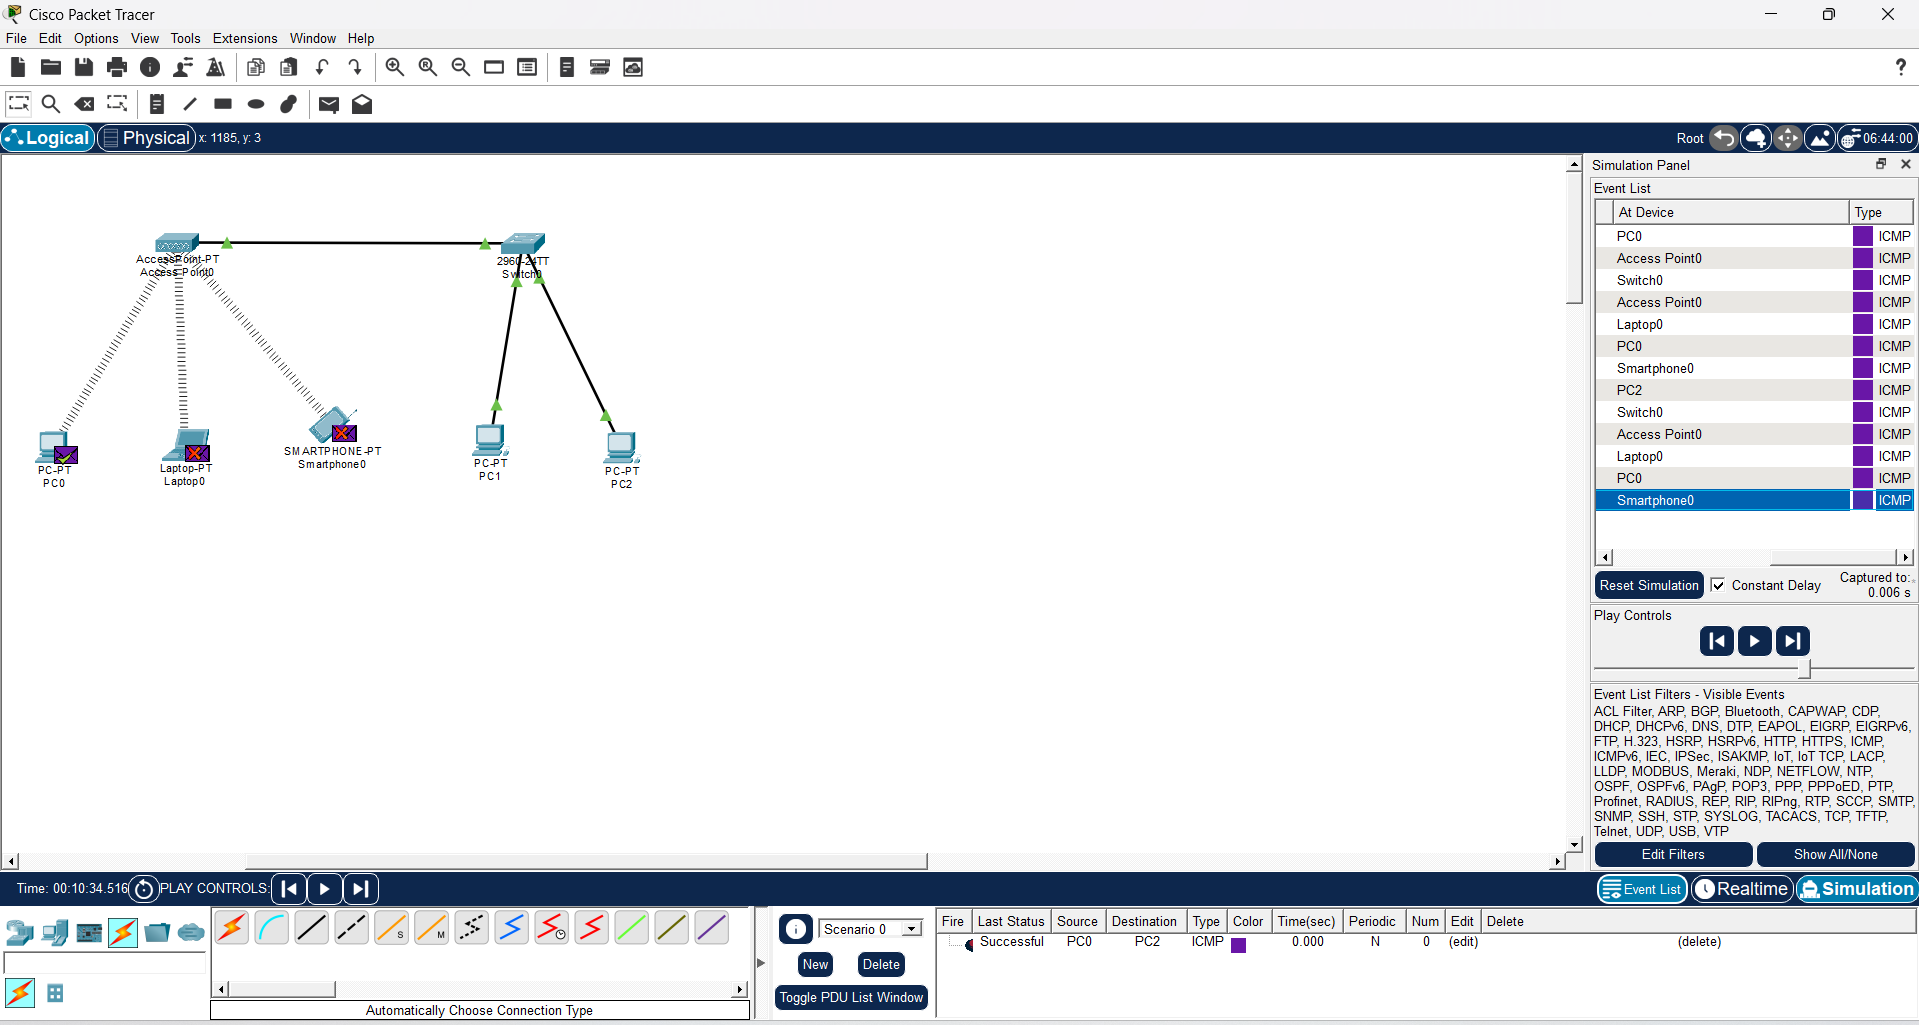 Cisco Packet Tracer
File Edit Options View Tools Extensions Window Help
?
Logical Physical x: 1185, y: 3 Root 06:44:00
Simulation Panel
Event List
At Device Type
PC0 ICMP
Access Point0 ICMP
Switch0 ICMP
Access Point0 ICMP
Laptop0 ICMP
PC0 ICMP
Smartphone0 ICMP
PC2 ICMP
Switch0 ICMP
Access Point0 ICMP
Laptop0 ICMP
PC0 ICMP
Smartphone0 ICMP
Reset Simulation Constant Delay Captured to:
0.006 s
Play Controls
Event List Filters - Visible Events
ACL Filter, ARP, BGP, Bluetooth, CAPWAP, CDP,
DHCP, DHCPv6, DNS, DTP, EAPOL, EIGRP, EIGRPv6,
FTP, H.323, HSRP, HSRPv6, HTTP, HTTPS, ICMP,
ICMPv6, IEC, IPSec, ISAKMP, IoT, IoT TCP, LACP,
LLDP, MODBUS, Meraki, NDP, NETFLOW, NTP,
OSPF, OSPFv6, PAgP, POP3, PPP, PPPoED, PTP,
Profinet, RADIUS, REP, RIP, RIPng, RTP, SCCP, SMTP,
SNMP, SSH, STP, SYSLOG, TACACS, TCP, TFTP,
Telnet, UDP, USB, VTP
Edit Filters Show All/None
AccessPoint-PT
Access Point0
2960-24TT
Switch0
PC-PT
PC0
Laptop-PT
Laptop0
SMARTPHONE-PT
Smartphone0
PC-PT
PC1
PC-PT
PC2
Time: 00:10:34.516 PLAY CONTROLS: Event List Realtime Simulation
S M
Automatically Choose Connection Type
Scenario 0
New Delete
Toggle PDU List Window
Fire Last Status Source Destination Type Color Time(sec) Periodic Num Edit Delete
Successful PC0 PC2 ICMP 0.000 N 0 (edit) (delete)